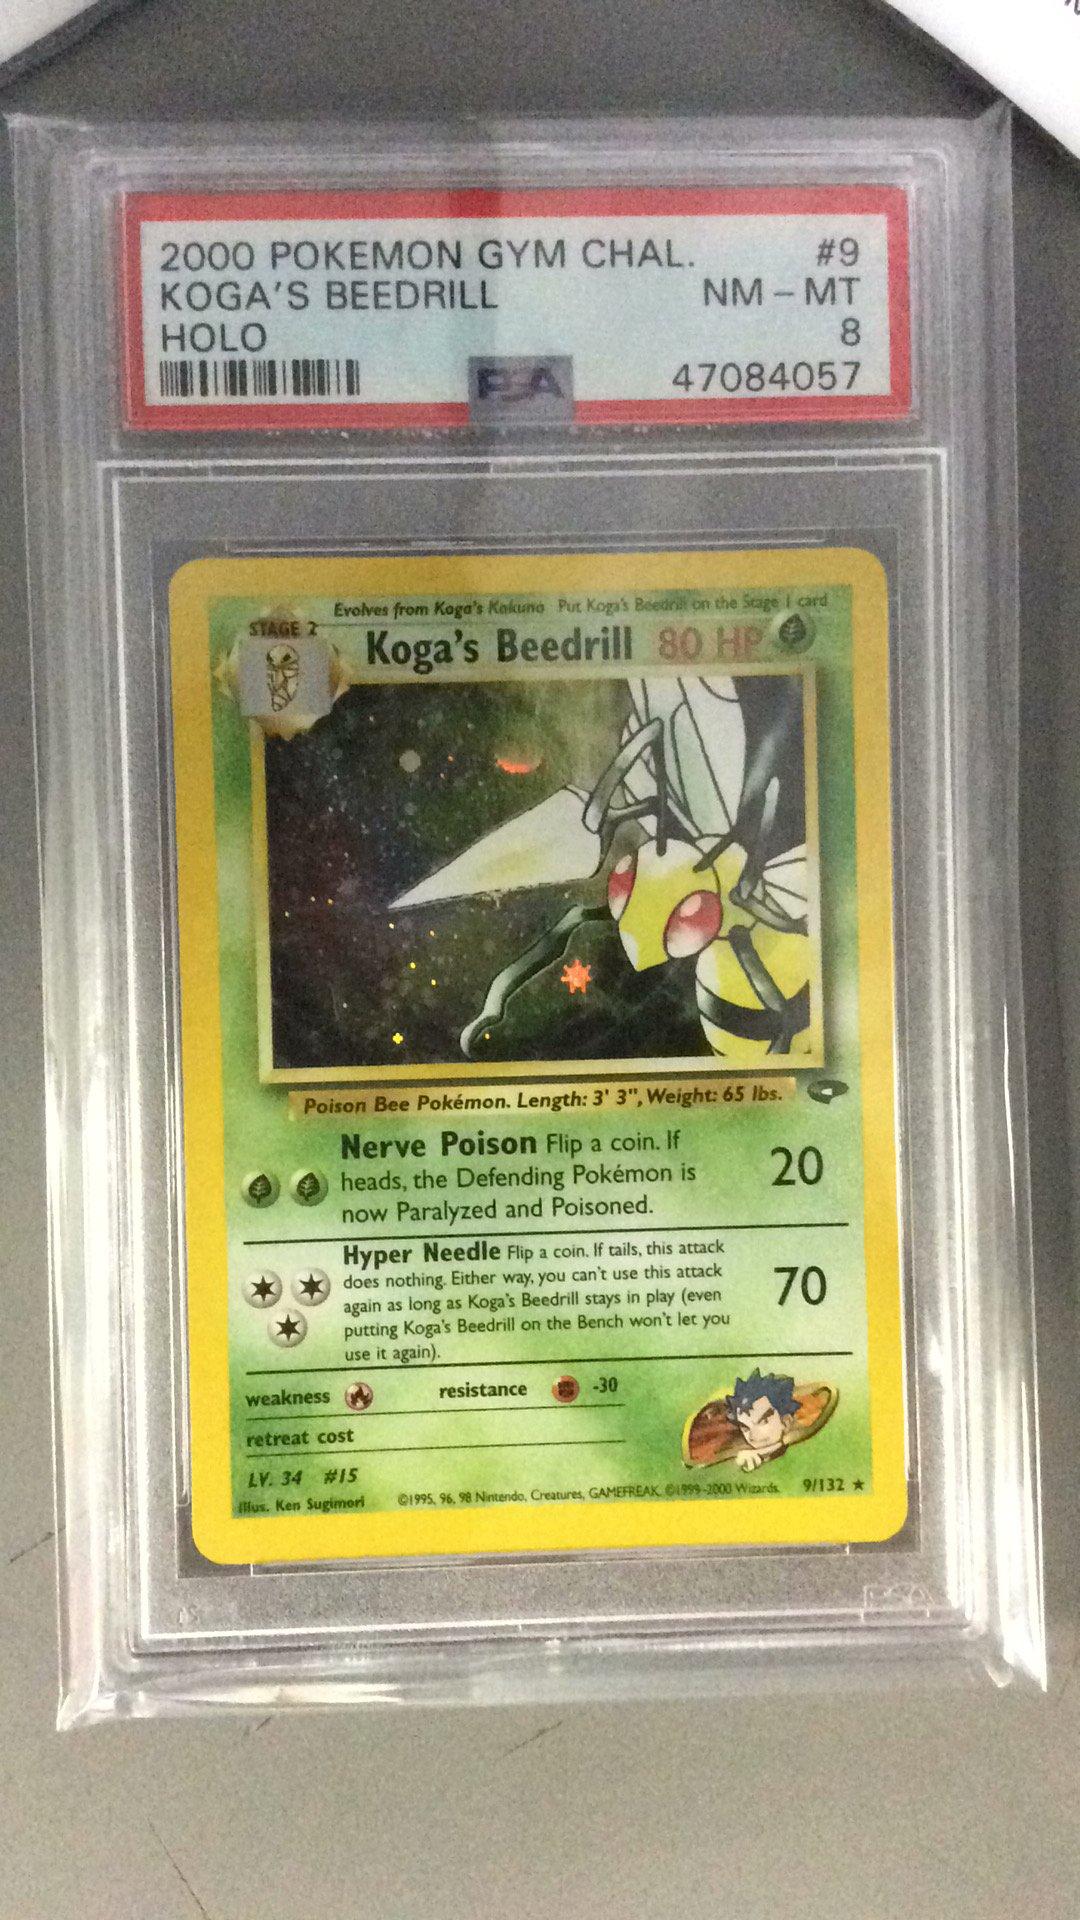 2000 POKEMON GYM CHAL. #9
KOGA'S BEEDRILL NM - MT
HOLO 8
PSA 47084057
Evolves from Koga's Kakuna Put Koga's Beedrill on the Stage 1 card
STAGE 2
Koga's Beedrill 80 HP
Poison Bee Pokémon. Length: 3' 3", Weight: 65 lbs.
Nerve Poison Flip a coin. If
heads, the Defending Pokémon is 20
now Paralyzed and Poisoned.
Hyper Needle Flip a coin. If tails, this attack
does nothing. Either way, you can't use this attack 70
again as long as Koga's Beedrill stays in play (even
putting Koga's Beedrill on the Bench won't let you
use it again).
weakness resistance -30
retreat cost
LV. 34 #15
Illus. Ken Sugimori ©1995, 96, 98 Nintendo, Creatures, GAMEFREAK. ©1999-2000 Wizards. 9/132 ★
PSA